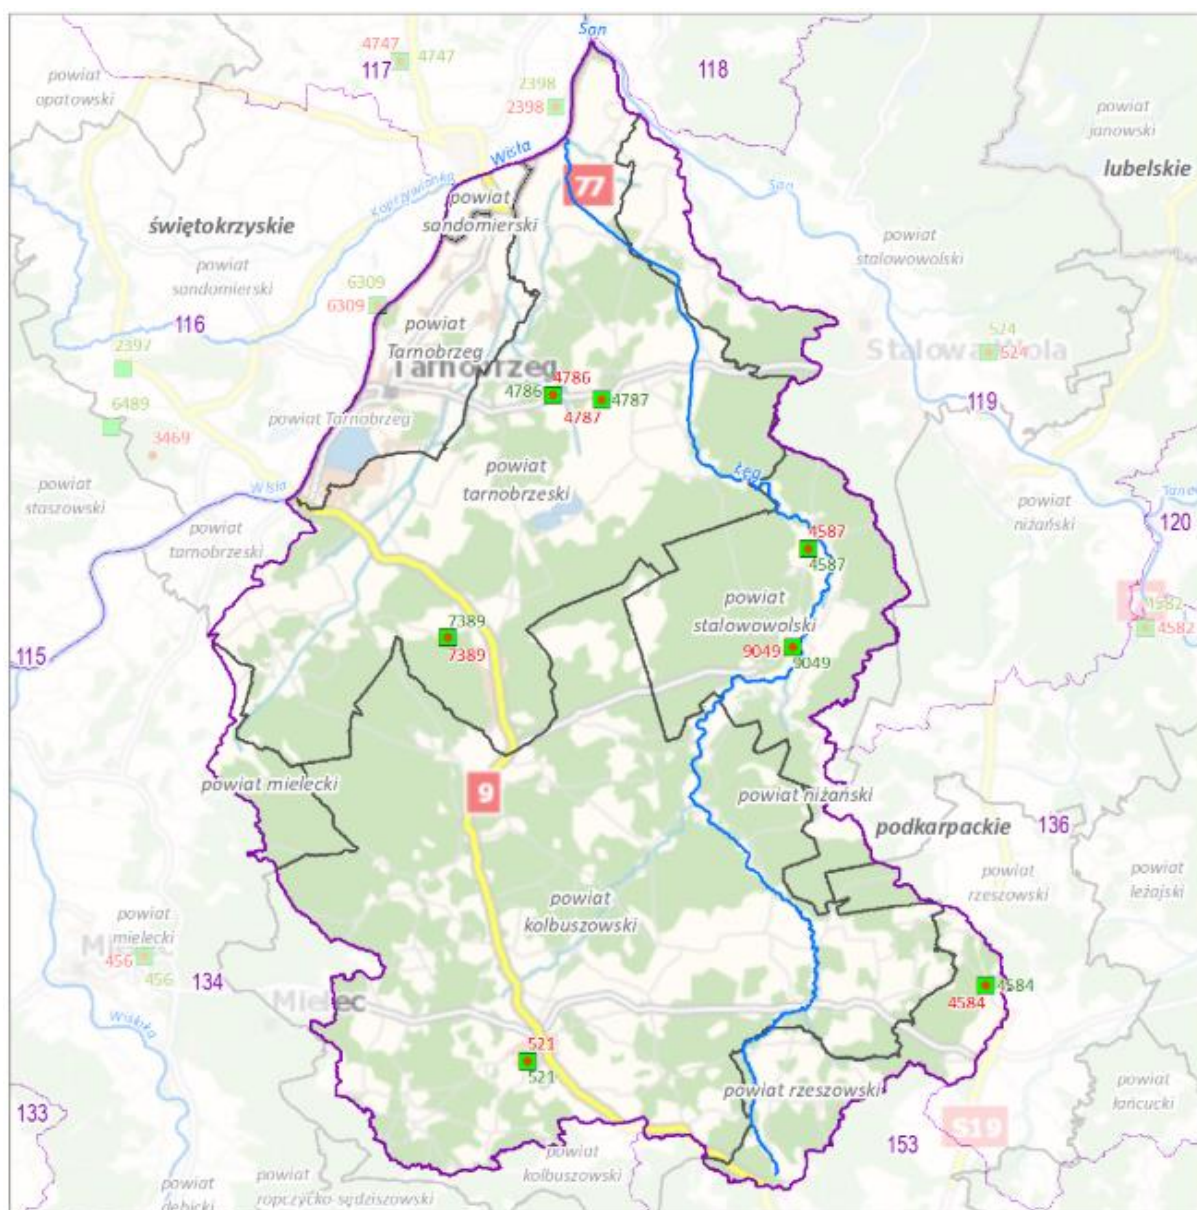 San
4747
4747
117
118
powiat
opatowski
2398
2398
powiat
janowski
lubelskie
Wisła
Koprzywianka
77
San
powiat
sandomierski
świętokrzyskie
powiat
stalowowolski
powiat
sandomierski
6309
6309
116
powiat
Tarnobrzeg
Tarnobrzeg
524
524
Stalowa Wola
2397
4786
4786
4787
4787
119
6489
3469
powiat Tarnobrzeg
powiat
tarnobrzeski
Łęg
powiat
staszowski
Wisła
powiat
niżański
120
powiat
tarnobrzeski
4587
4587
powiat
stalowowolski
4582
4582
7389
7389
9049
9049
115
powiat mielecki
9
powiat niżański
podkarpackie
136
powiat
rzeszowski
powiat
leżajski
powiat
kolbuszowski
powiat
mielecki
456
456
134
Mielec
4584
4584
Wisłoka
521
521
powiat rzeszowski
powiat
łańcucki
133
S19
153
powiat
kolbuszowski
powiat
dębicki
powiat
ropczycko-sędziszowski